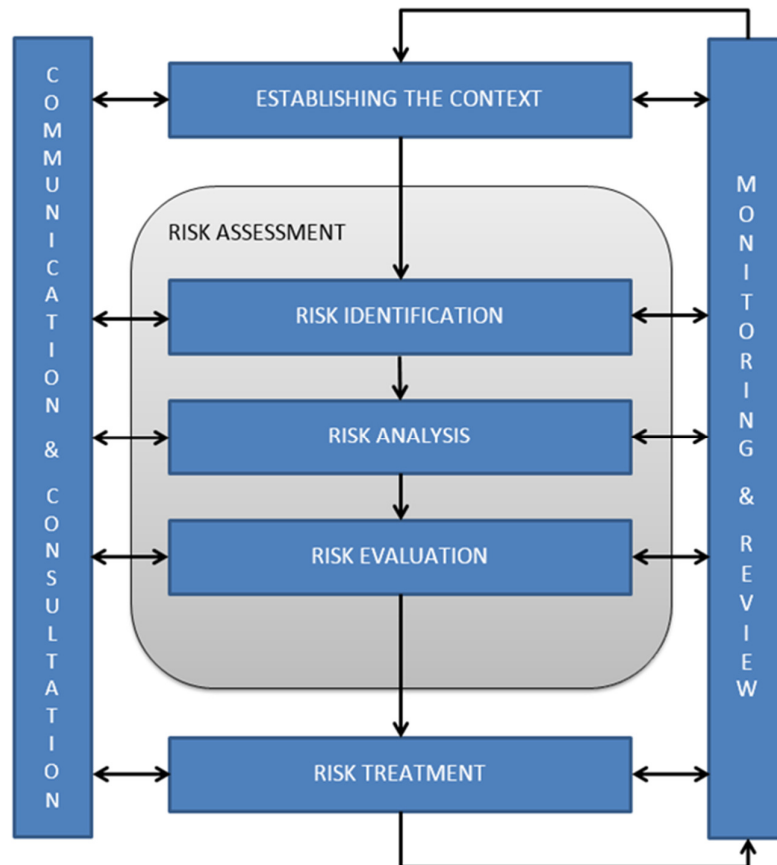 COMMUNICATION & CONSULTATION
ESTABLISHING THE CONTEXT
RISK ASSESSMENT
RISK IDENTIFICATION
RISK ANALYSIS
RISK EVALUATION
RISK TREATMENT
MONITORING & REVIEW